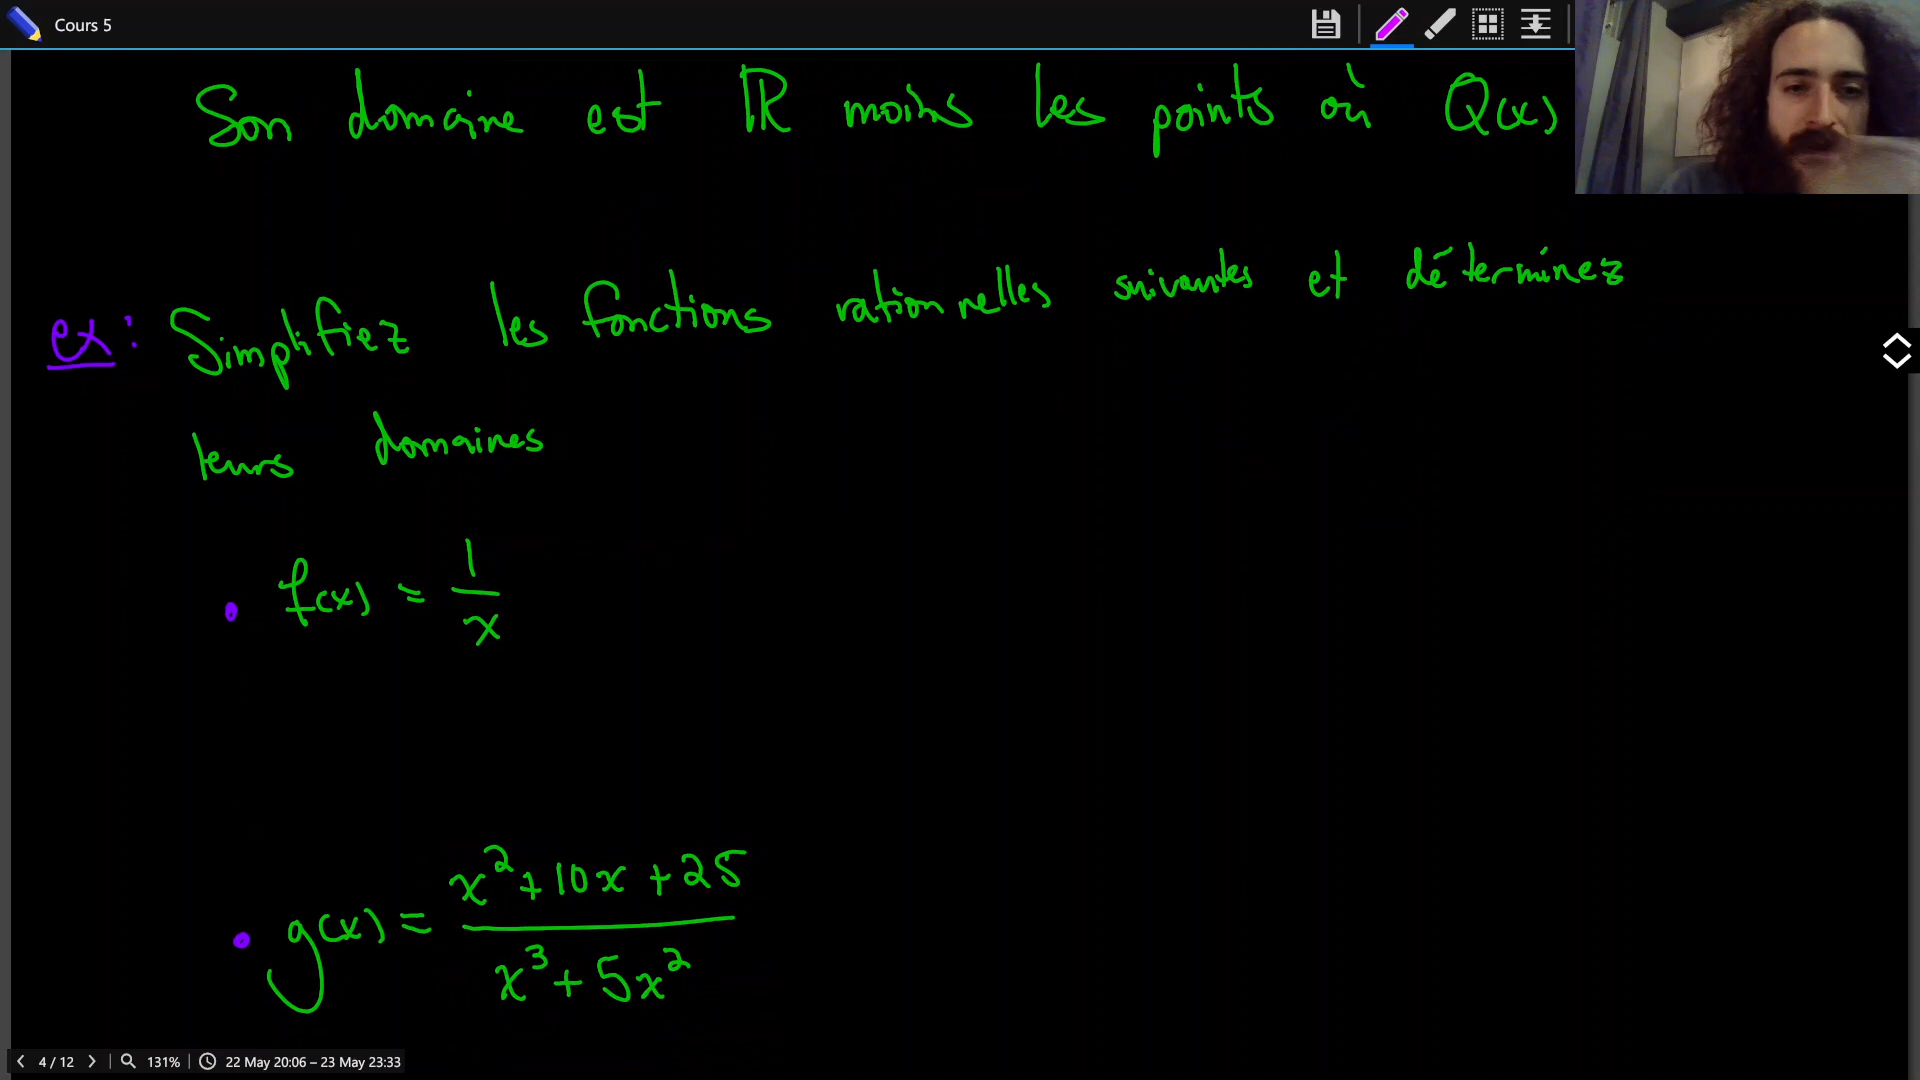 Cours 5
Son domaine est ℝ moins les points où Q(x)
ex: Simplifiez les fonctions rationnelles suivantes et déterminez
leurs domaines
• f(x) = 1/x
• g(x) = (x²+10x+25)/(x³+5x²)
4 / 12 131% 22 May 20:06 – 23 May 23:33